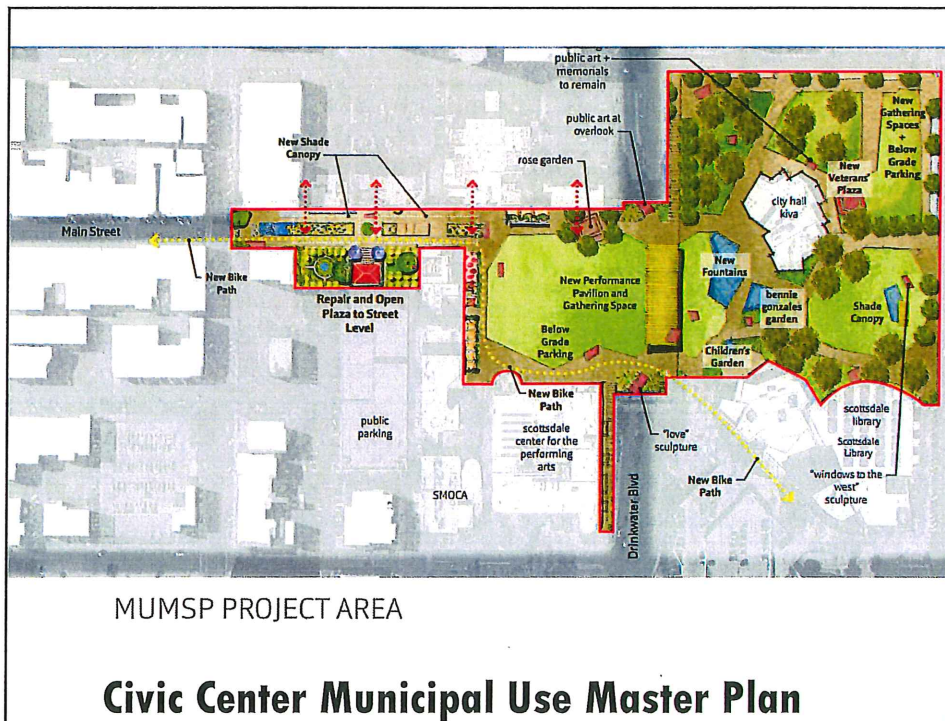 public art +
memorials
to remain
public art at
overlook
New Shade
Canopy
rose garden
New
Gathering
Spaces
+
Below
Grade
Parking
New
Veterans'
Plaza
city hall
kiva
Main Street
New Bike
Path
Repair and Open
Plaza to Street
Level
New Performance
Pavilion and
Gathering Space
Below
Grade
Parking
New
Fountains
bennie
gonzales
garden
Shade
Canopy
Children's
Garden
New Bike
Path
public
parking
scottsdale
center for the
performing
arts
SMOCA
"love"
sculpture
Drinkwater Blvd
New Bike
Path
scottsdale
library
Scottsdale
Library
"windows to the
west"
sculpture
MUMSP PROJECT AREA
Civic Center Municipal Use Master Plan